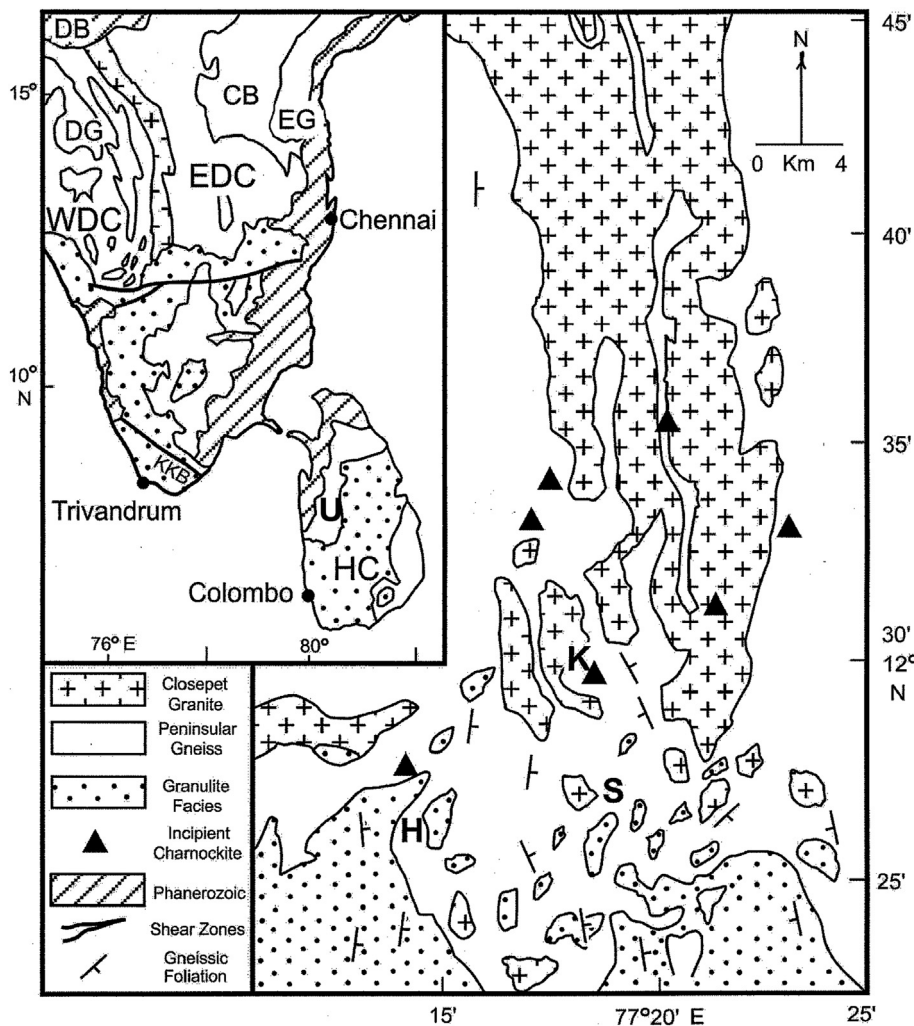 DB
15°
CB
EG
DG
EDC
WDC
Chennai
10°
N
KKB
Trivandrum
U
HC
Colombo
76° E
80°
Closepet
Granite
Peninsular
Gneiss
Granulite
Facies
Incipient
Charnockite
Phanerozoic
Shear Zones
Gneissic
Foliation
45'
N
0 Km 4
40'
35'
30'
12°
N
K
S
H
25'
15'
77° 20' E
25'